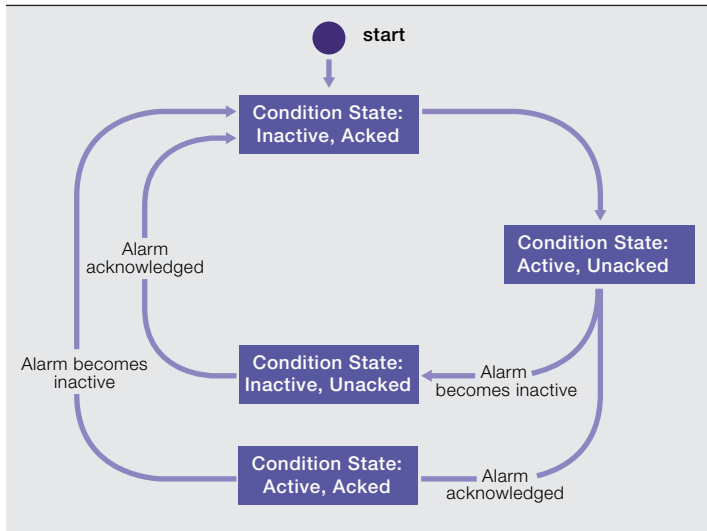 start
Condition State:
Inactive, Acked
Condition State:
Active, Unacked
Alarm
acknowledged
Condition State:
Inactive, Unacked
Alarm
becomes inactive
Alarm becomes
inactive
Condition State:
Active, Acked
Alarm
acknowledged